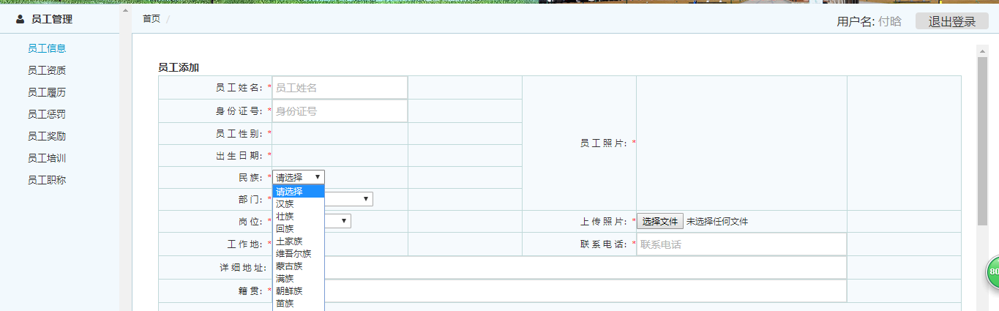 员工管理
首页 /
用户名: 付晗
退出登录
员工信息
员工资质
员工履历
员工惩罚
员工奖励
员工培训
员工职称
员工添加
员工姓名: * 员工姓名
身份证号: * 身份证号
员工性别: *
出生日期: *
民族: * 请选择
请选择
汉族
壮族
回族
土家族
维吾尔族
蒙古族
满族
朝鲜族
苗族
部门: *
岗位: *
工作地: *
详细地址:
籍贯: *
员工照片: *
上传照片: * 选择文件 未选择任何文件
联系电话: * 联系电话